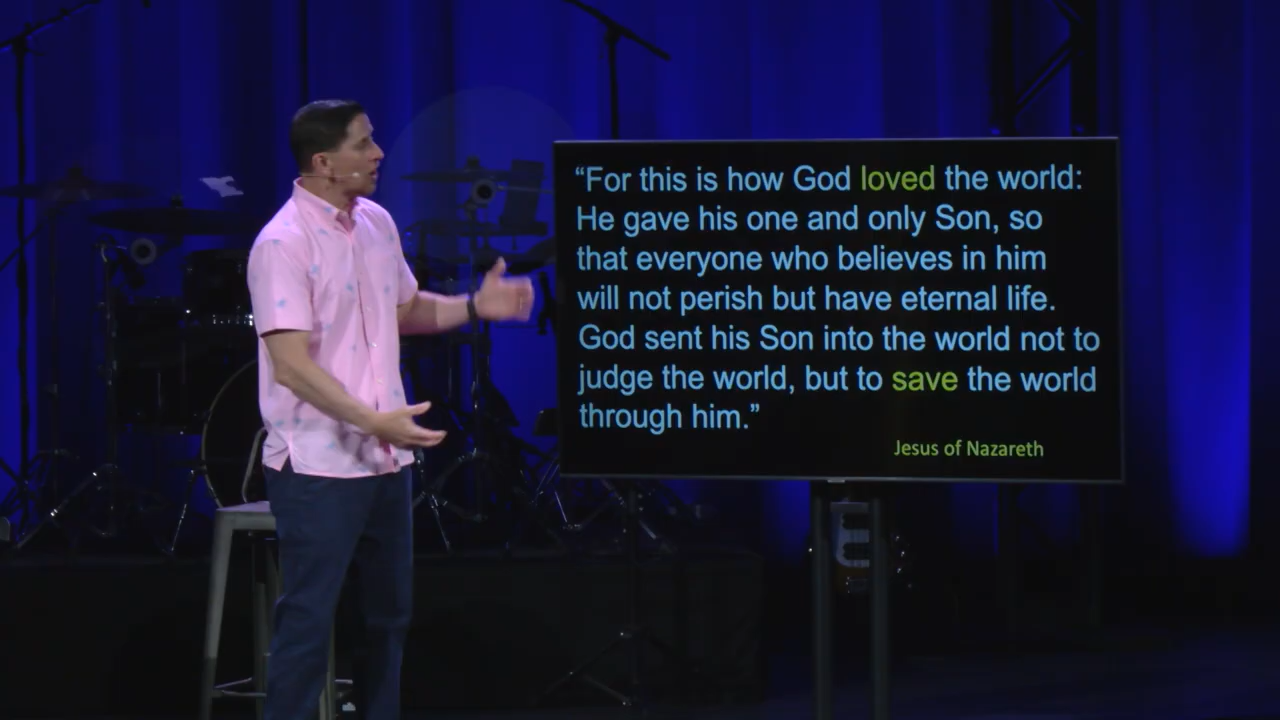 “For this is how God loved the world:
He gave his one and only Son, so
that everyone who believes in him
will not perish but have eternal life.
God sent his Son into the world not to
judge the world, but to save the world
through him.”
Jesus of Nazareth